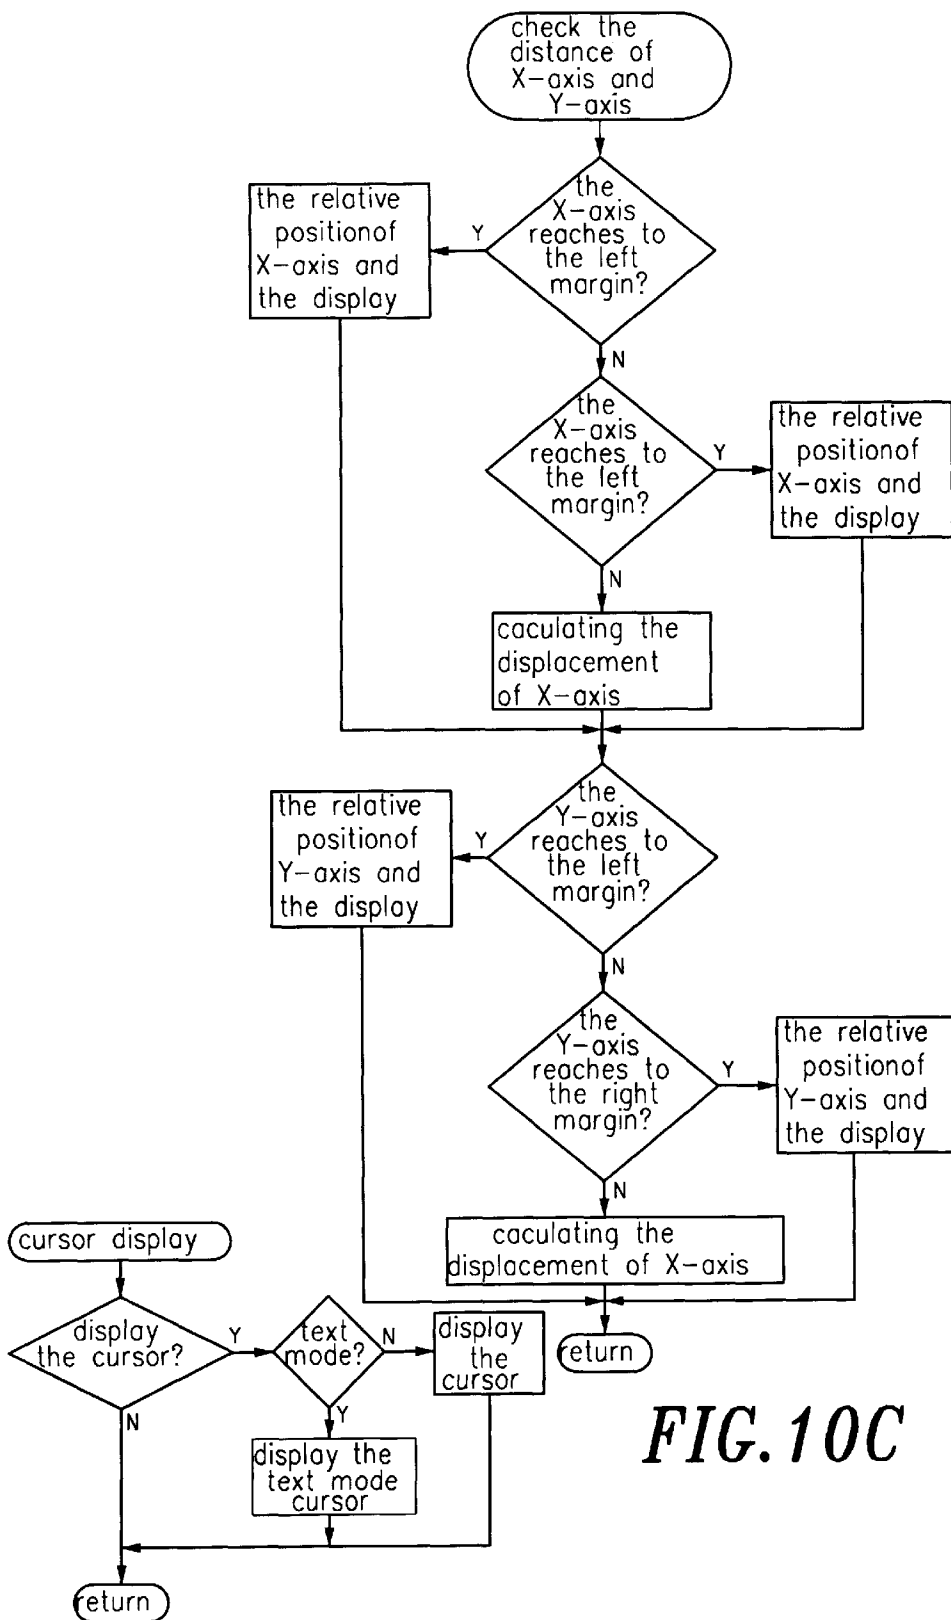 check the
distance of
X-axis and
Y-axis
the
X-axis
reaches to
the left
margin?
Y
the relative
positionof
X-axis and
the display
N
the
X-axis
reaches to
the left
margin?
Y
the relative
positionof
X-axis and
the display
N
caculating the
displacement
of X-axis
the
Y-axis
reaches to
the left
margin?
Y
the relative
positionof
Y-axis and
the display
N
the
Y-axis
reaches to
the right
margin?
Y
the relative
positionof
Y-axis and
the display
N
caculating the
displacement of X-axis
return
cursor display
display
the cursor?
Y
text
mode?
N
display
the
cursor
N
Y
display the
text mode
cursor
return
FIG.10C